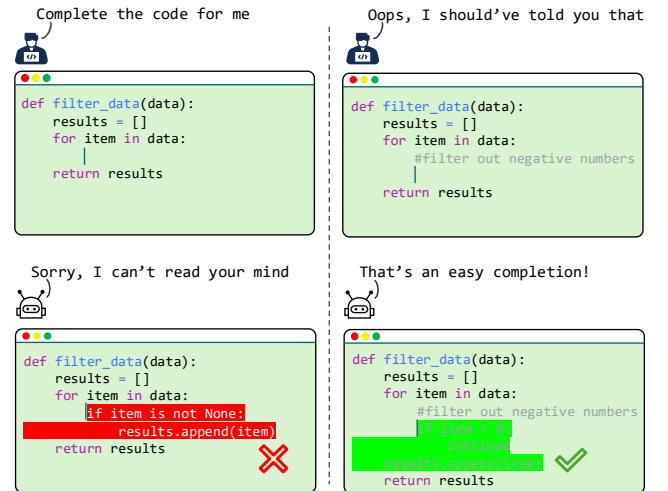 Complete the code for me
def filter_data(data):
    results = []
    for item in data:
    return results
Sorry, I can't read your mind
def filter_data(data):
    results = []
    for item in data:
        if item is not None:
            results.append(item)
    return results
Oops, I should've told you that
def filter_data(data):
    results = []
    for item in data:
        #filter out negative numbers
    return results
That's an easy completion!
def filter_data(data):
    results = []
    for item in data:
        #filter out negative numbers
        if item < 0:
            continue
    results.append(item)
    return results